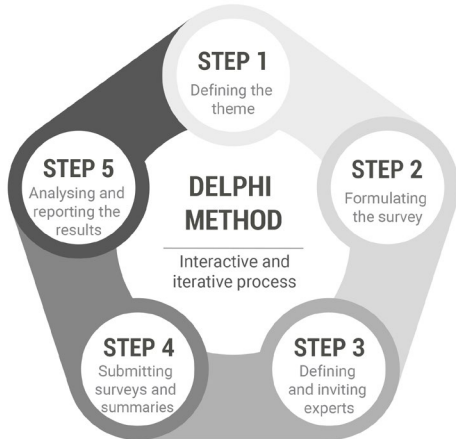 STEP 1
Defining the
theme
STEP 2
Formulating
the survey
STEP 3
Defining
and inviting
experts
STEP 4
Submitting
surveys and
summaries
STEP 5
Analysing and
reporting the
results
DELPHI
METHOD
Interactive and
iterative process